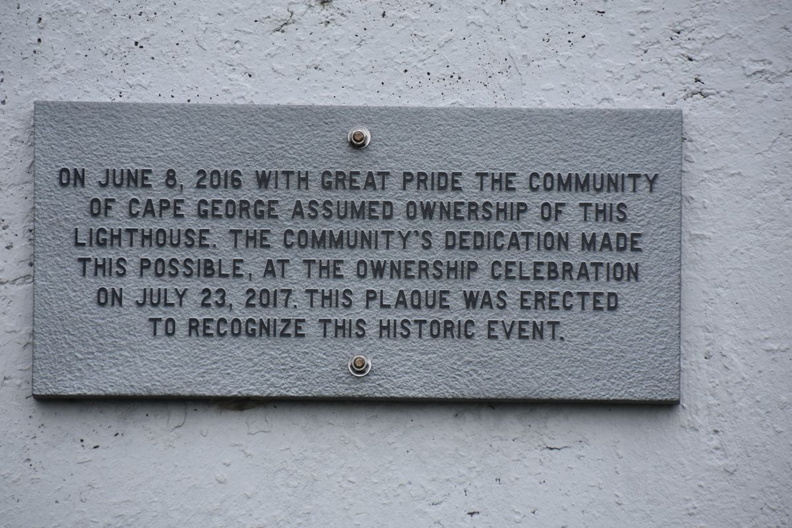 ON JUNE 8, 2016 WITH GREAT PRIDE THE COMMUNITY
OF CAPE GEORGE ASSUMED OWNERSHIP OF THIS
LIGHTHOUSE. THE COMMUNITY'S DEDICATION MADE
THIS POSSIBLE, AT THE OWNERSHIP CELEBRATION
ON JULY 23, 2017. THIS PLAQUE WAS ERECTED
TO RECOGNIZE THIS HISTORIC EVENT.